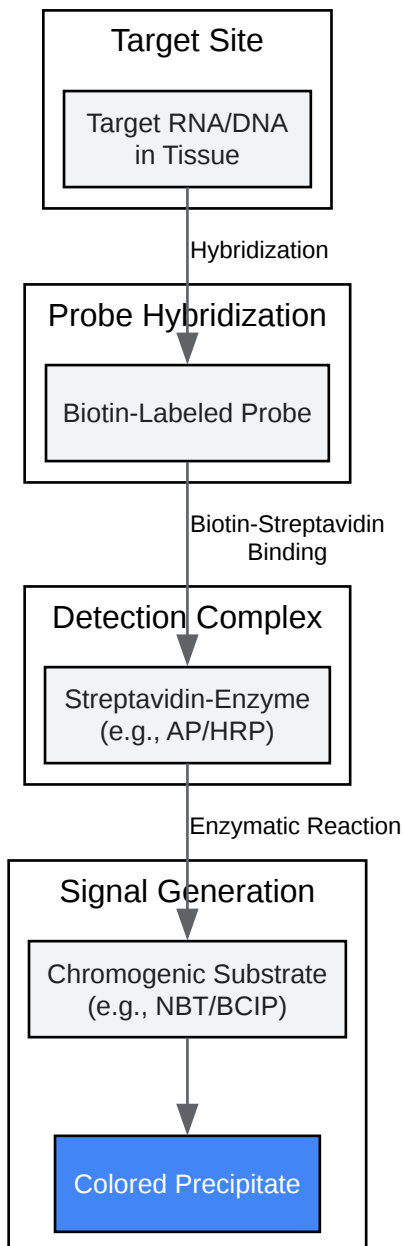 Target Site
Target RNA/DNA
in Tissue
Hybridization
Probe Hybridization
Biotin-Labeled Probe
Biotin-Streptavidin
Binding
Detection Complex
Streptavidin-Enzyme
(e.g., AP/HRP)
Enzymatic Reaction
Signal Generation
Chromogenic Substrate
(e.g., NBT/BCIP)
Colored Precipitate